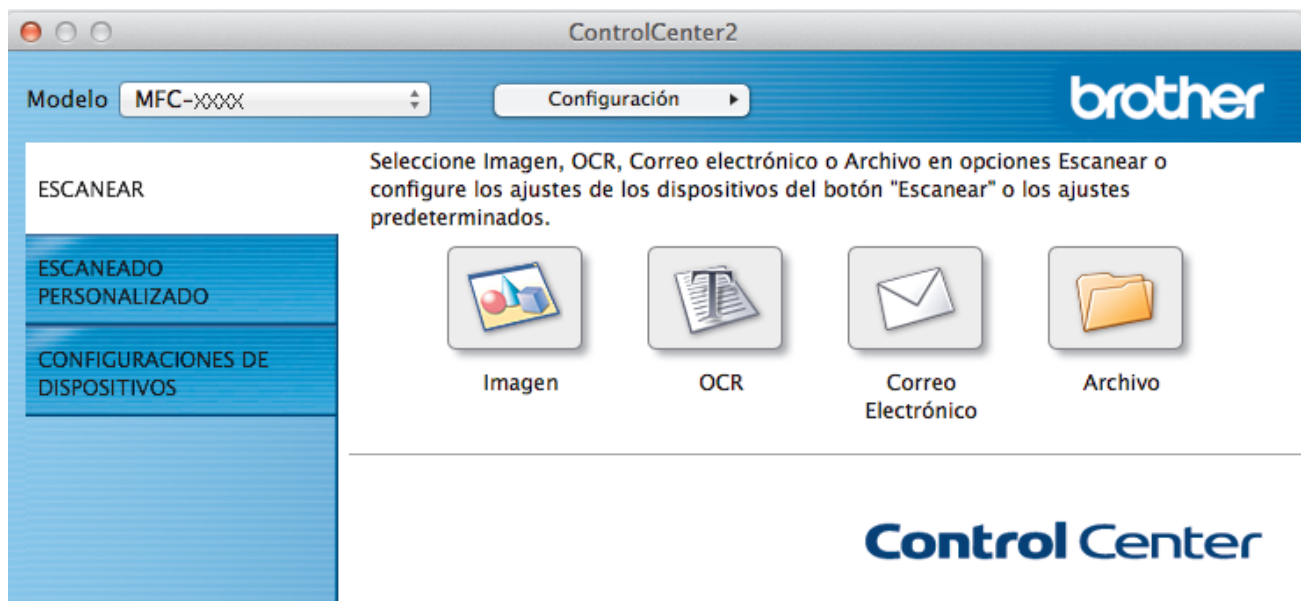 ControlCenter2
Modelo
MFC-XXXX
Configuración
brother
ESCANEAR
ESCANEADO
PERSONALIZADO
CONFIGURACIONES DE
DISPOSITIVOS
Seleccione Imagen, OCR, Correo electrónico o Archivo en opciones Escanear o
configure los ajustes de los dispositivos del botón "Escanear" o los ajustes
predeterminados.
Imagen
OCR
Correo
Electrónico
Archivo
Control Center